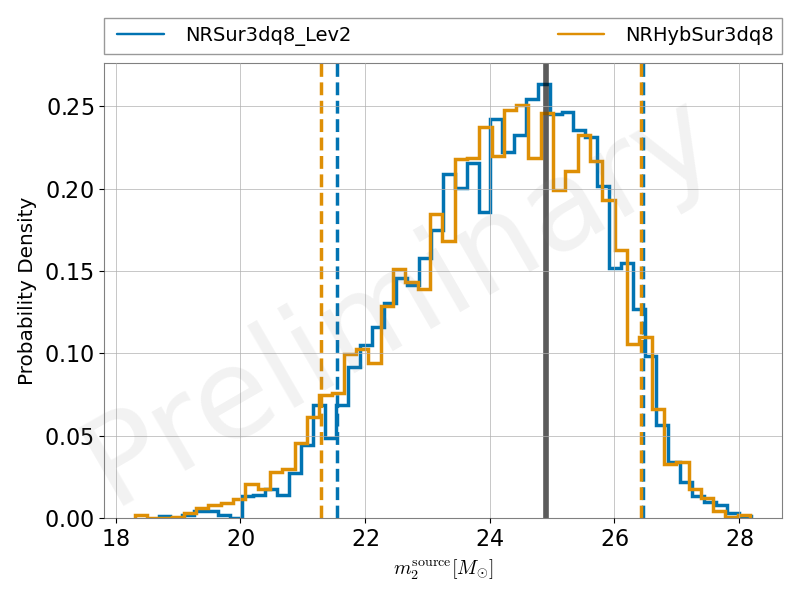 NRSur3dq8_Lev2 NRHybSur3dq8
Preliminary
Probability Density
0.25
0.20
0.15
0.10
0.05
0.00
18 20 22 24 26 28
m₂^source [M☉]